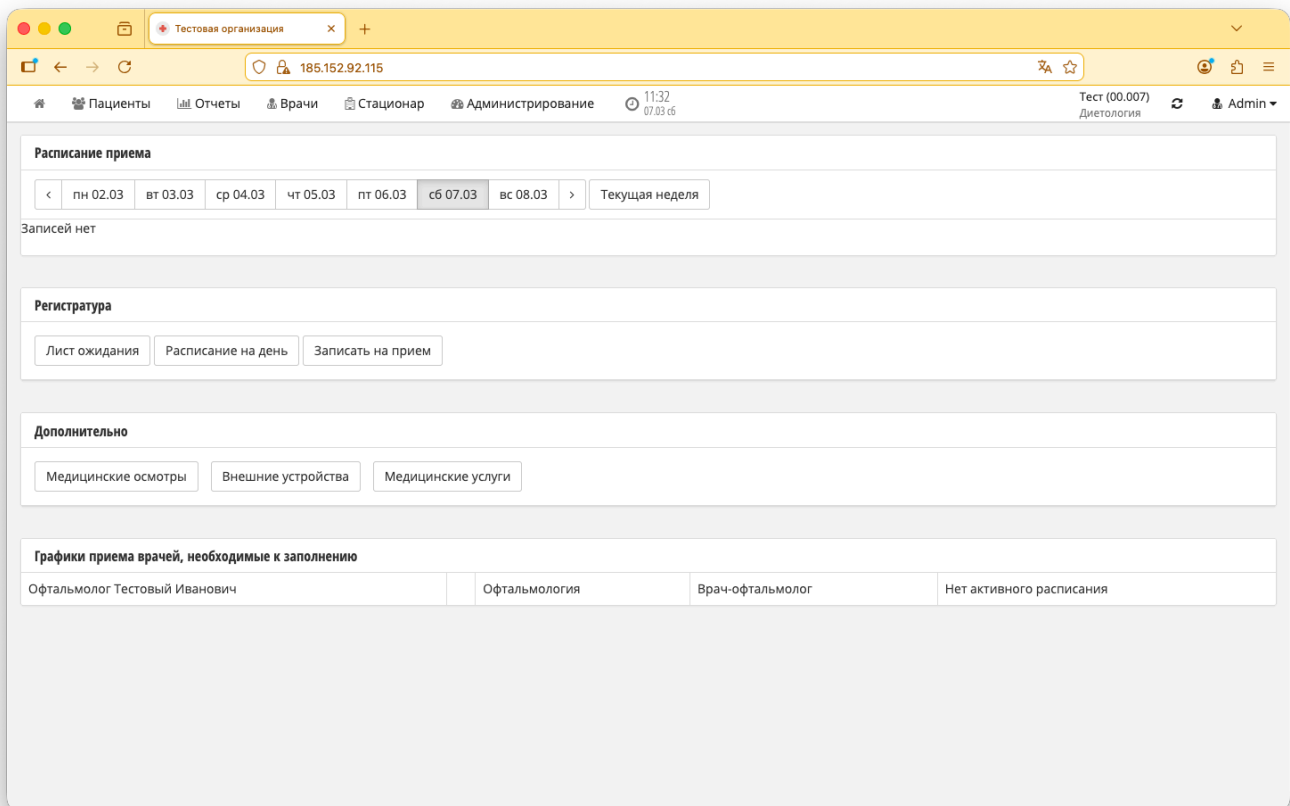 Тестовая организация
185.152.92.115
Пациенты Отчеты Врачи Стационар Администрирование 11:32 07.03 сб Тест (00.007) Диетология Admin
Расписание приема
пн 02.03 вт 03.03 ср 04.03 чт 05.03 пт 06.03 сб 07.03 вс 08.03 Текущая неделя
Записей нет
Регистратура
Лист ожидания Расписание на день Записать на прием
Дополнительно
Медицинские осмотры Внешние устройства Медицинские услуги
Графики приема врачей, необходимые к заполнению
Офтальмолог Тестовый Иванович Офтальмология Врач-офтальмолог Нет активного расписания